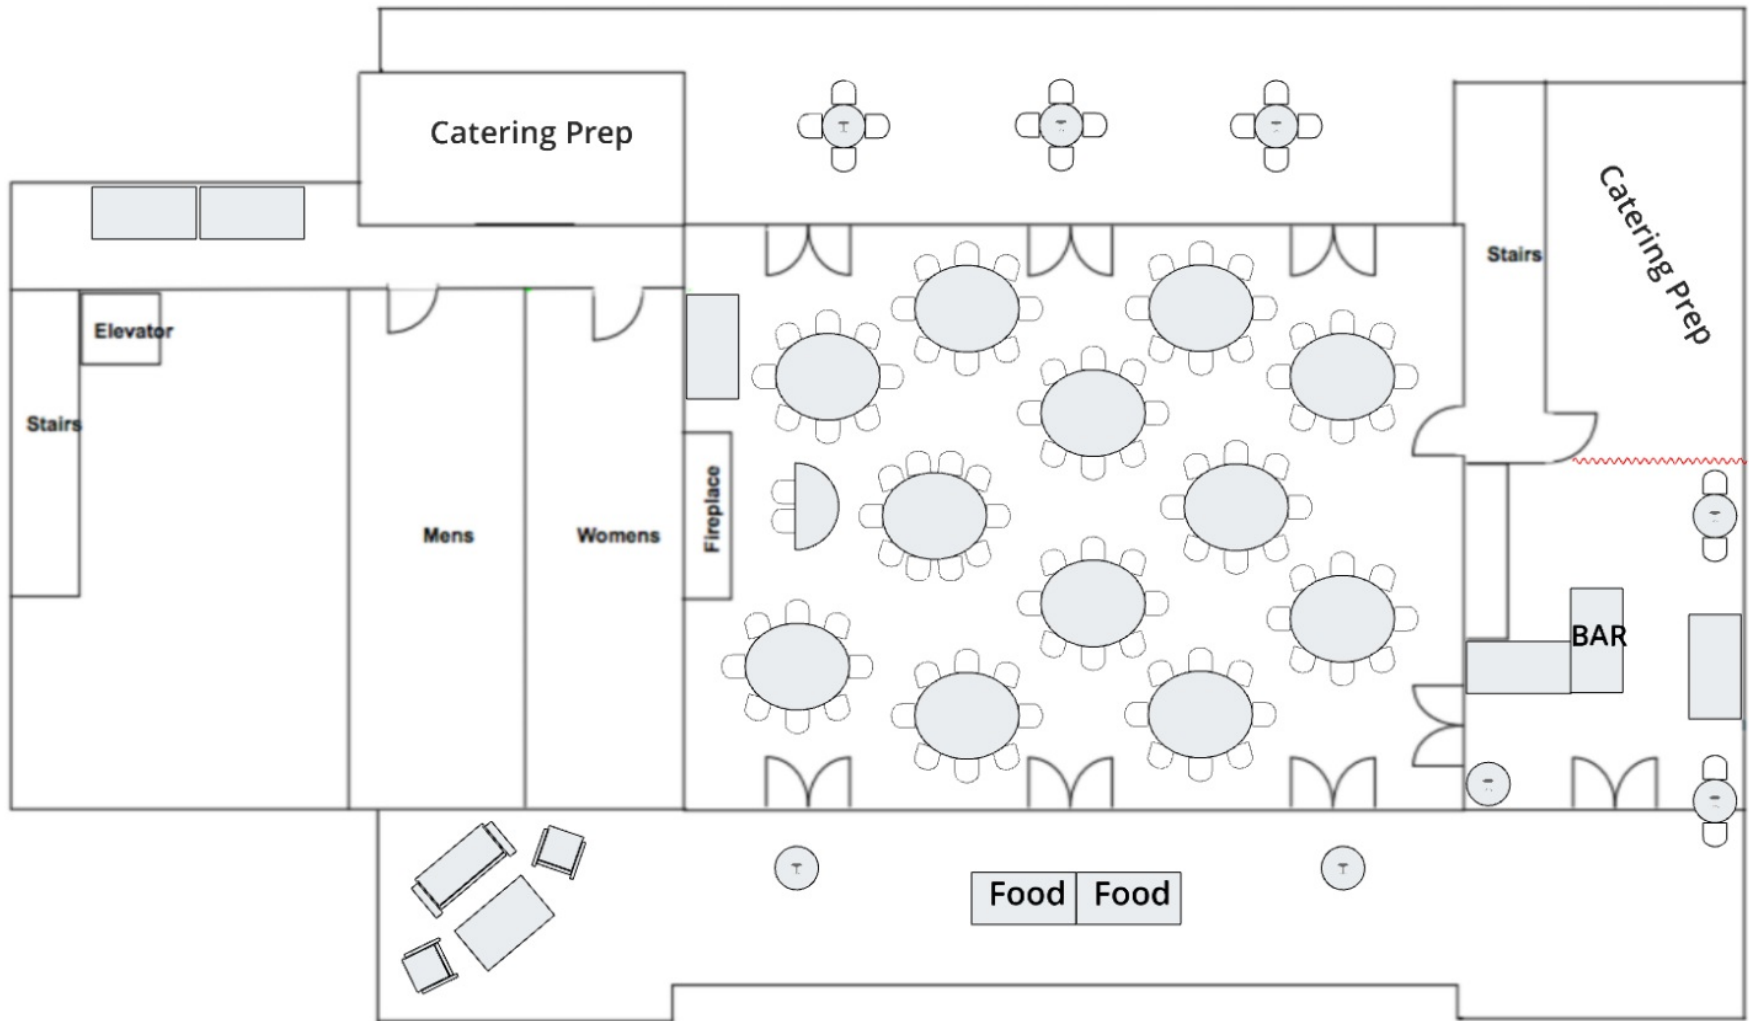 Catering Prep
Stairs
Catering Prep
Elevator
Stairs
Mens
Womens
Fireplace
BAR
Food
Food